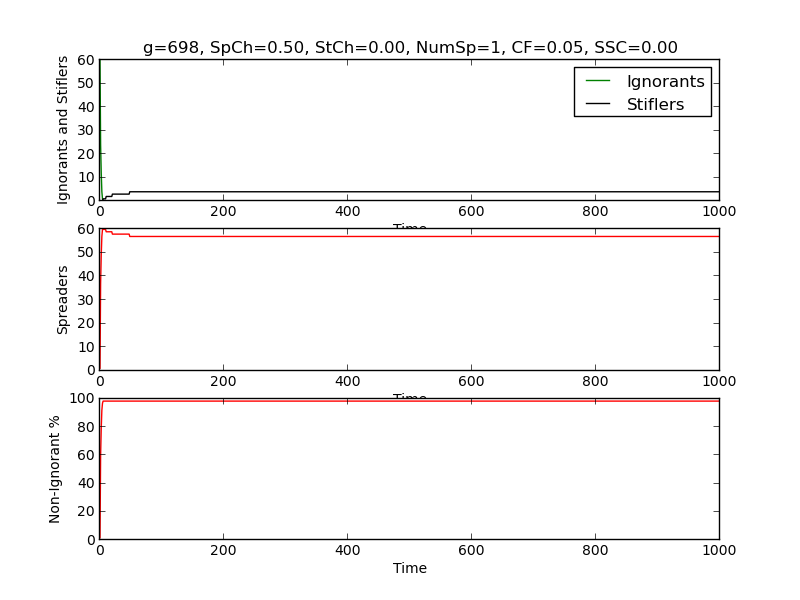 g=698, SpCh=0.50, StCh=0.00, NumSp=1, CF=0.05, SSC=0.00
Ignorants and Stiflers
60
50
40
30
20
10
0
Ignorants
Stiflers
0 200 400 600 800 1000
Time
Spreaders
60
50
40
30
20
10
0
0 200 400 600 800 1000
Time
Non-Ignorant %
100
80
60
40
20
0
0 200 400 600 800 1000
Time